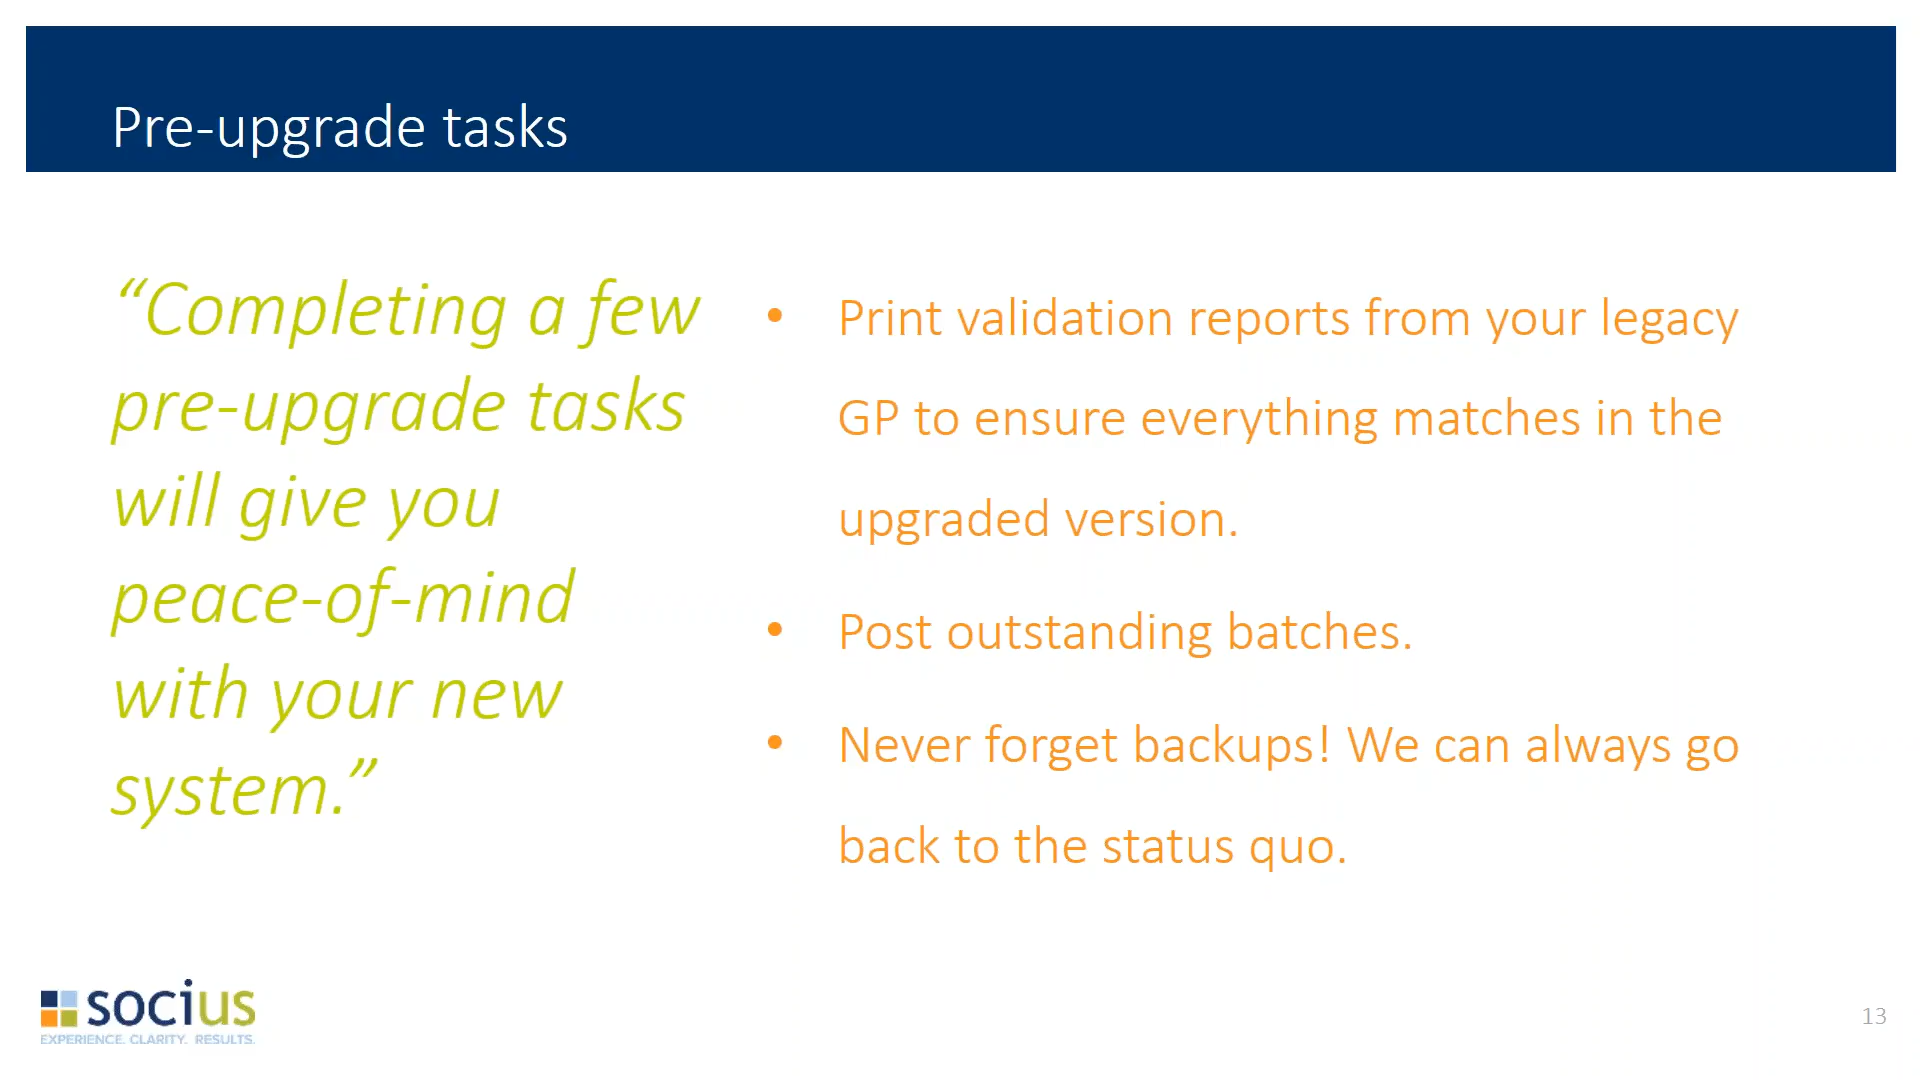 Pre-upgrade tasks
“Completing a few
pre-upgrade tasks
will give you
peace-of-mind
with your new
system.”
• Print validation reports from your legacy
GP to ensure everything matches in the
upgraded version.
• Post outstanding batches.
• Never forget backups! We can always go
back to the status quo.
socius
EXPERIENCE. CLARITY. RESULTS.
13